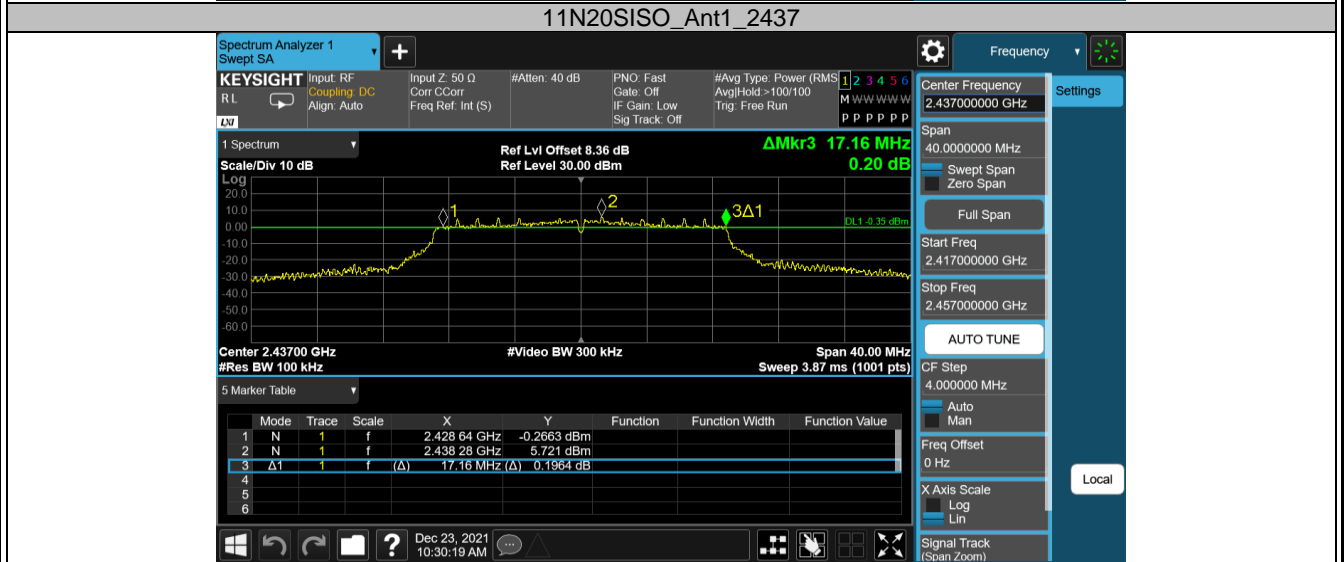 11N20SISO_Ant1_2437
Spectrum Analyzer 1
Swept SA
Frequency
KEYSIGHT
R L
LXI
Input: RF
Coupling: DC
Align: Auto
Input Z: 50 Ω
Corr CCorr
Freq Ref: Int (S)
#Atten: 40 dB
PNO: Fast
Gate: Off
IF Gain: Low
Sig Track: Off
#Avg Type: Power (RMS
Avg|Hold:>100/100
Trig: Free Run
1 2 3 4 5 6
M W W W W W
P P P P P P
1 Spectrum
Scale/Div 10 dB
Ref Lvl Offset 8.36 dB
Ref Level 30.00 dBm
ΔMkr3 17.16 MHz
0.20 dB
Log
20.0
10.0
0.00
-10.0
-20.0
-30.0
-40.0
-50.0
-60.0
1
2
3Δ1
DL1 -0.35 dBm
Center 2.43700 GHz
#Res BW 100 kHz
#Video BW 300 kHz
Span 40.00 MHz
Sweep 3.87 ms (1001 pts)
5 Marker Table
Mode Trace Scale X Y Function Function Width Function Value
1 N 1 f 2.428 64 GHz -0.2663 dBm
2 N 1 f 2.438 28 GHz 5.721 dBm
3 Δ1 1 f (Δ) 17.16 MHz (Δ) 0.1964 dB
4
5
6
Dec 23, 2021
10:30:19 AM
Center Frequency
2.437000000 GHz
Span
40.0000000 MHz
Swept Span
Zero Span
Full Span
Start Freq
2.417000000 GHz
Stop Freq
2.457000000 GHz
AUTO TUNE
CF Step
4.000000 MHz
Auto
Man
Freq Offset
0 Hz
X Axis Scale
Log
Lin
Signal Track
(Span Zoom)
Settings
Local